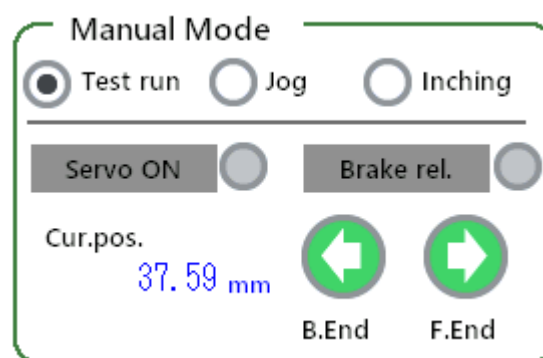 Manual Mode
Test run Jog Inching
Servo ON Brake rel.
Cur.pos.
37.59 mm
B.End F.End